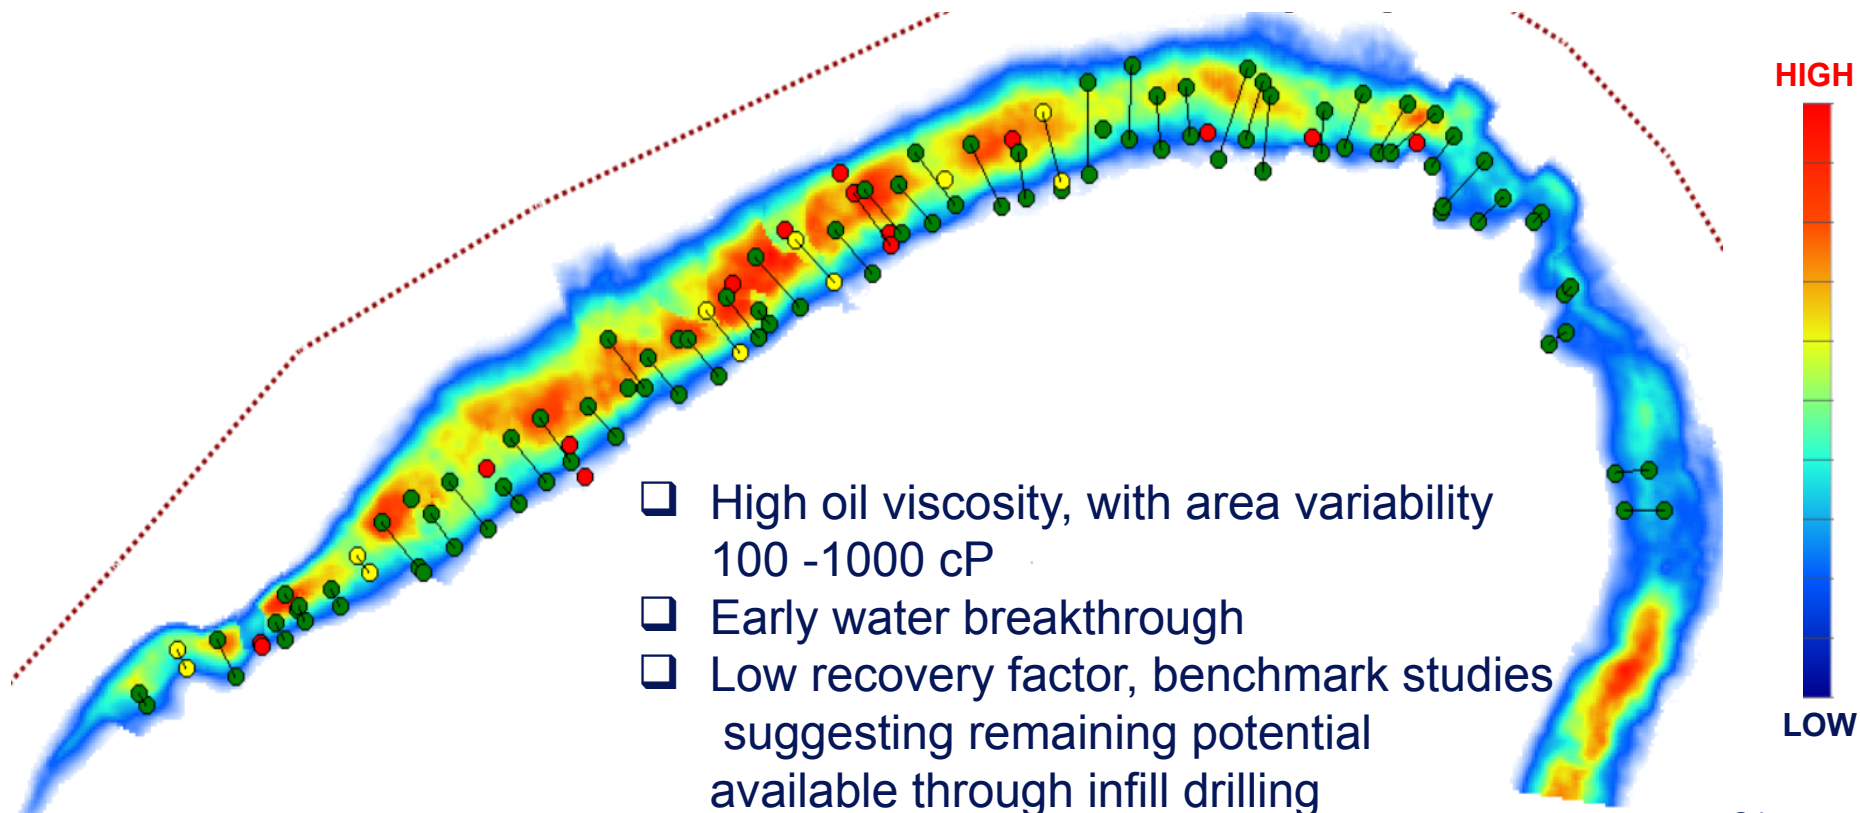 HIGH
LOW
❑ High oil viscosity, with area variability
100 -1000 cP
❑ Early water breakthrough
❑ Low recovery factor, benchmark studies
suggesting remaining potential
available through infill drilling